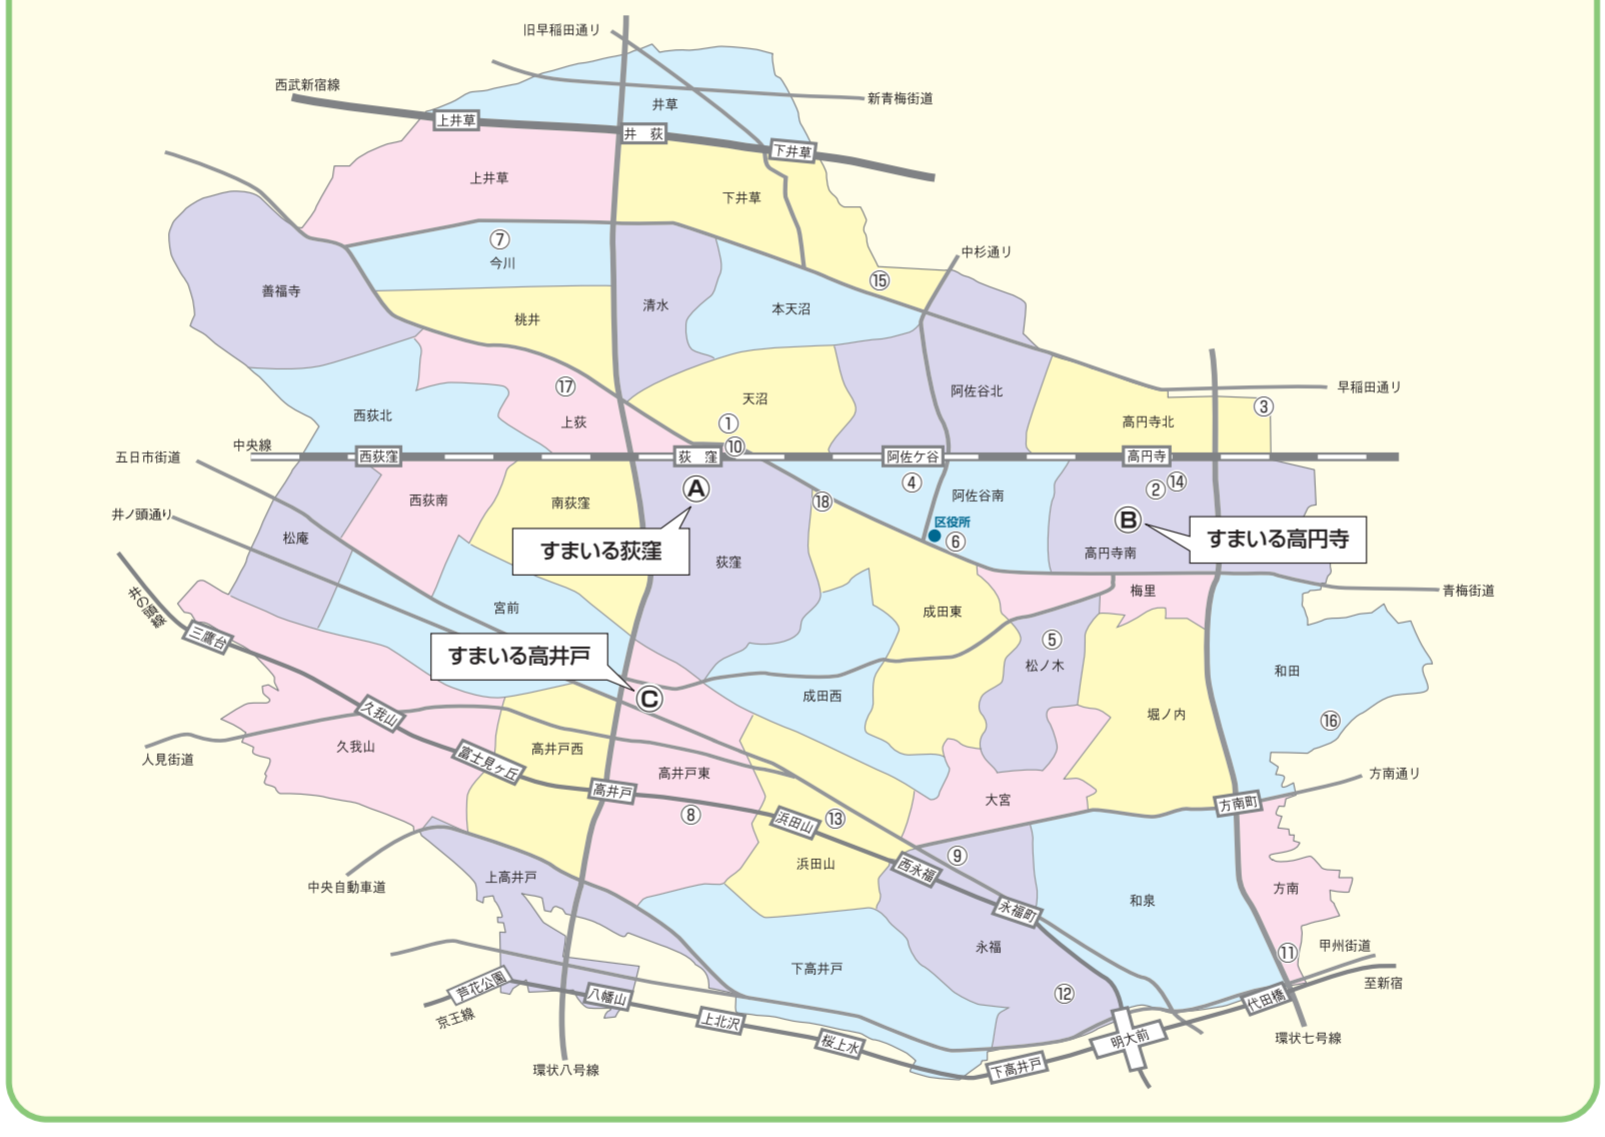 旧早稲田通り
西武新宿線
新青梅街道
井草
上井草
井　荻
下井草
上井草
下井草
⑦
今川
中杉通り
⑮
善福寺
清水
本天沼
桃井
⑰
上荻
天沼
①
⑩
阿佐谷北
早稲田通り
③
高円寺北
西荻北
中央線
五日市街道
西荻窪
荻　窪
阿佐ケ谷
高円寺
井ノ頭通り
西荻南
南荻窪
A
⑱
④
阿佐谷南
②
⑭
B
松庵
すまいる荻窪
荻窪
区役所
⑥
すまいる高円寺
高円寺南
井の頭線
三鷹台
宮前
成田東
梅里
青梅街道
すまいる高井戸
C
⑤
松ノ木
成田西
和田
堀ノ内
⑯
久我山
人見街道
久我山
富士見ヶ丘
高井戸西
高井戸東
高井戸
⑧
浜田山
⑬
大宮
方南通り
方南町
浜田山
西永福
⑨
中央自動車道
上高井戸
永福町
和泉
方南
永福
⑪
甲州街道
下高井戸
⑫
至新宿
芦花公園
京王線
八幡山
上北沢
桜上水
下高井戸
明大前
代田橋
環状七号線
環状八号線